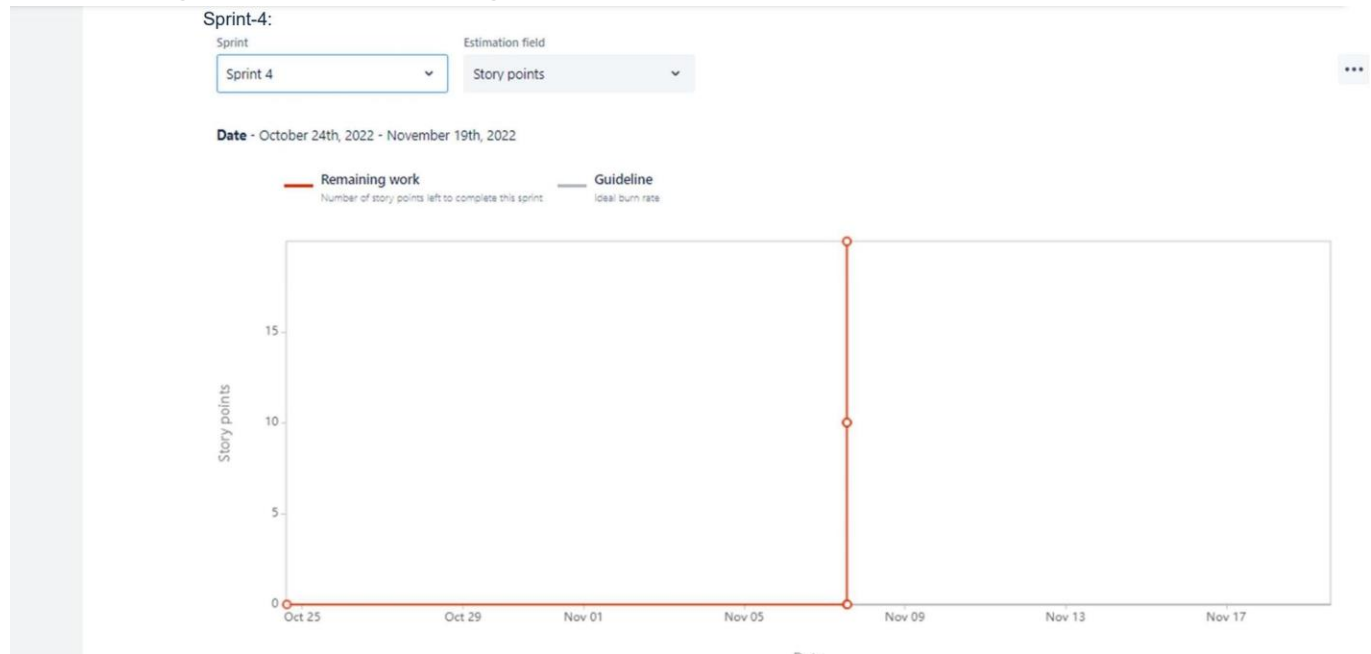 Sprint-4:
Sprint Estimation field
Sprint 4 Story points
Date - October 24th, 2022 - November 19th, 2022
Remaining work Guideline
Number of story points left to complete this sprint Ideal burn rate
15
10
5
0
Story points
Oct 25 Oct 29 Nov 01 Nov 05 Nov 09 Nov 13 Nov 17